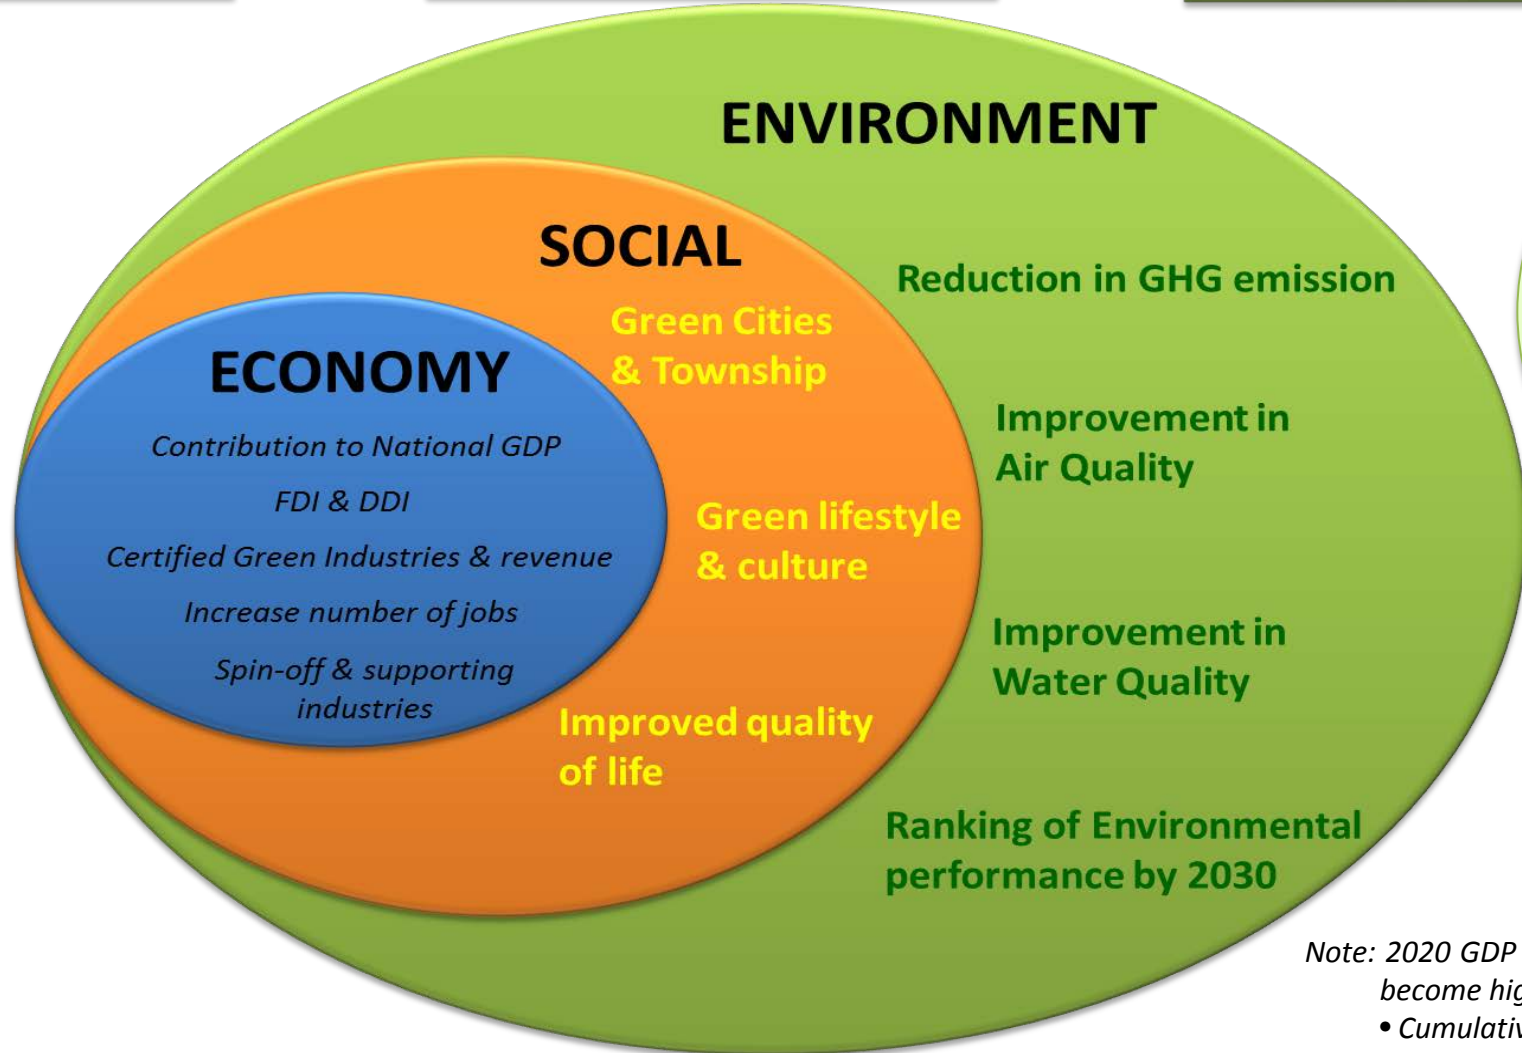 ENVIRONMENT
SOCIAL
Reduction in GHG emission
Green Cities
& Township
ECONOMY
Contribution to National GDP
FDI & DDI
Certified Green Industries & revenue
Increase number of jobs
Spin-off & supporting
industries
Improvement in
Air Quality
Green lifestyle
& culture
Improvement in
Water Quality
Improved quality
of life
Ranking of Environmental
performance by 2030
Note: 2020 GDP
become